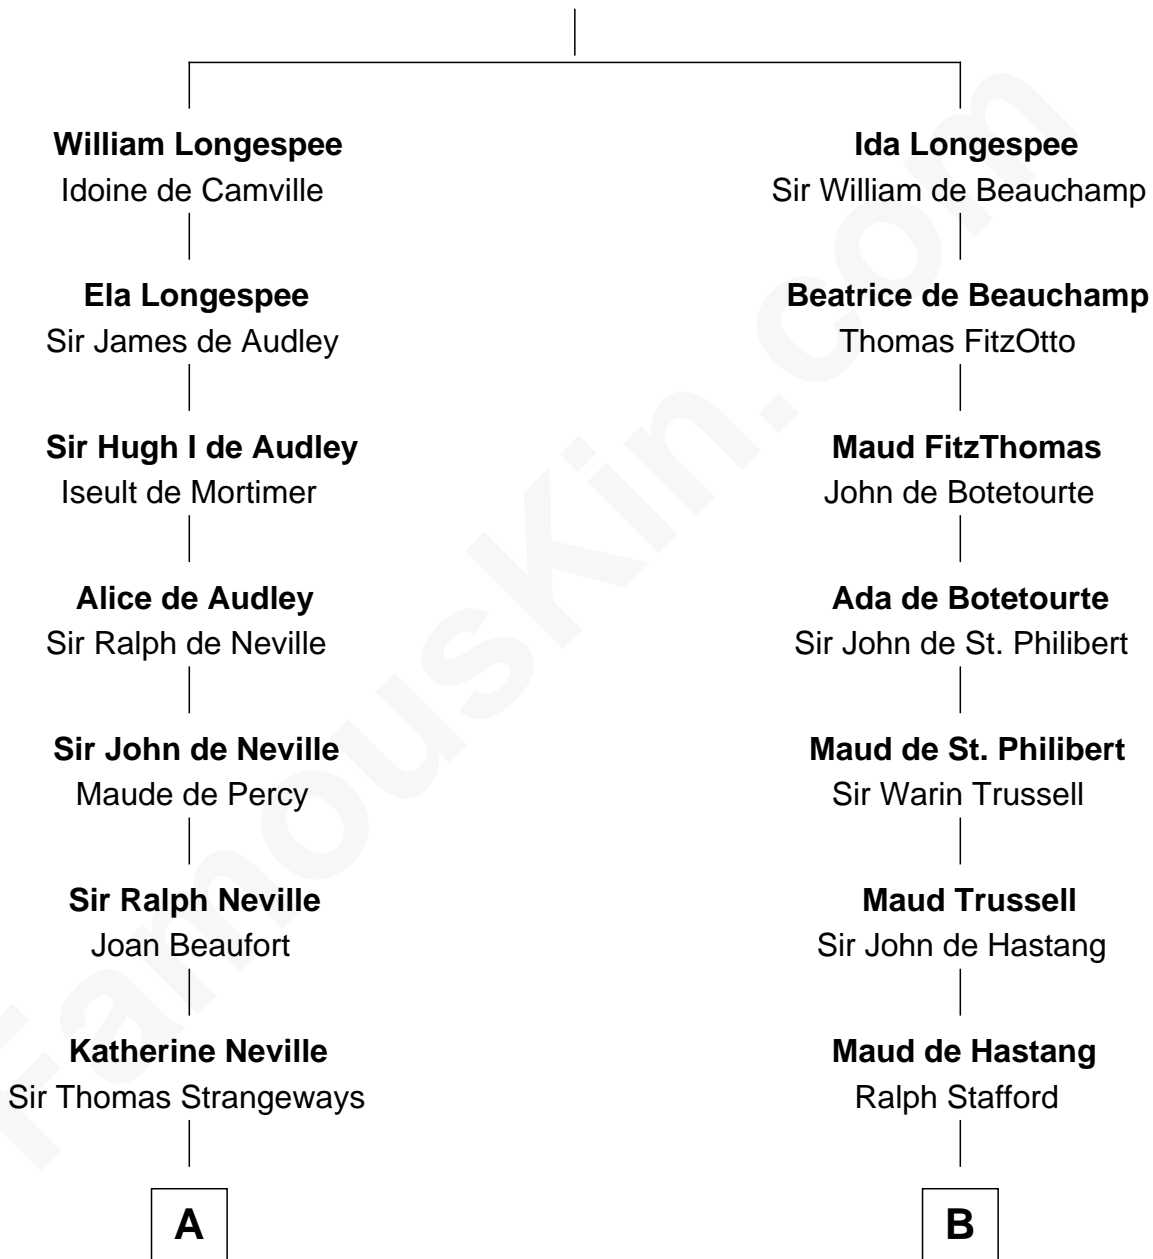 William Longespee
Idoine de Camville
Ida Longespee
Sir William de Beauchamp
Ela Longespee
Sir James de Audley
Beatrice de Beauchamp
Thomas FitzOtto
Sir Hugh I de Audley
Iseult de Mortimer
Maud FitzThomas
John de Botetourte
Alice de Audley
Sir Ralph de Neville
Ada de Botetourte
Sir John de St. Philibert
Sir John de Neville
Maude de Percy
Maud de St. Philibert
Sir Warin Trussell
Sir Ralph Neville
Joan Beaufort
Maud Trussell
Sir John de Hastang
Katherine Neville
Sir Thomas Strangeways
Maud de Hastang
Ralph Stafford
A
B
FamousKin.com